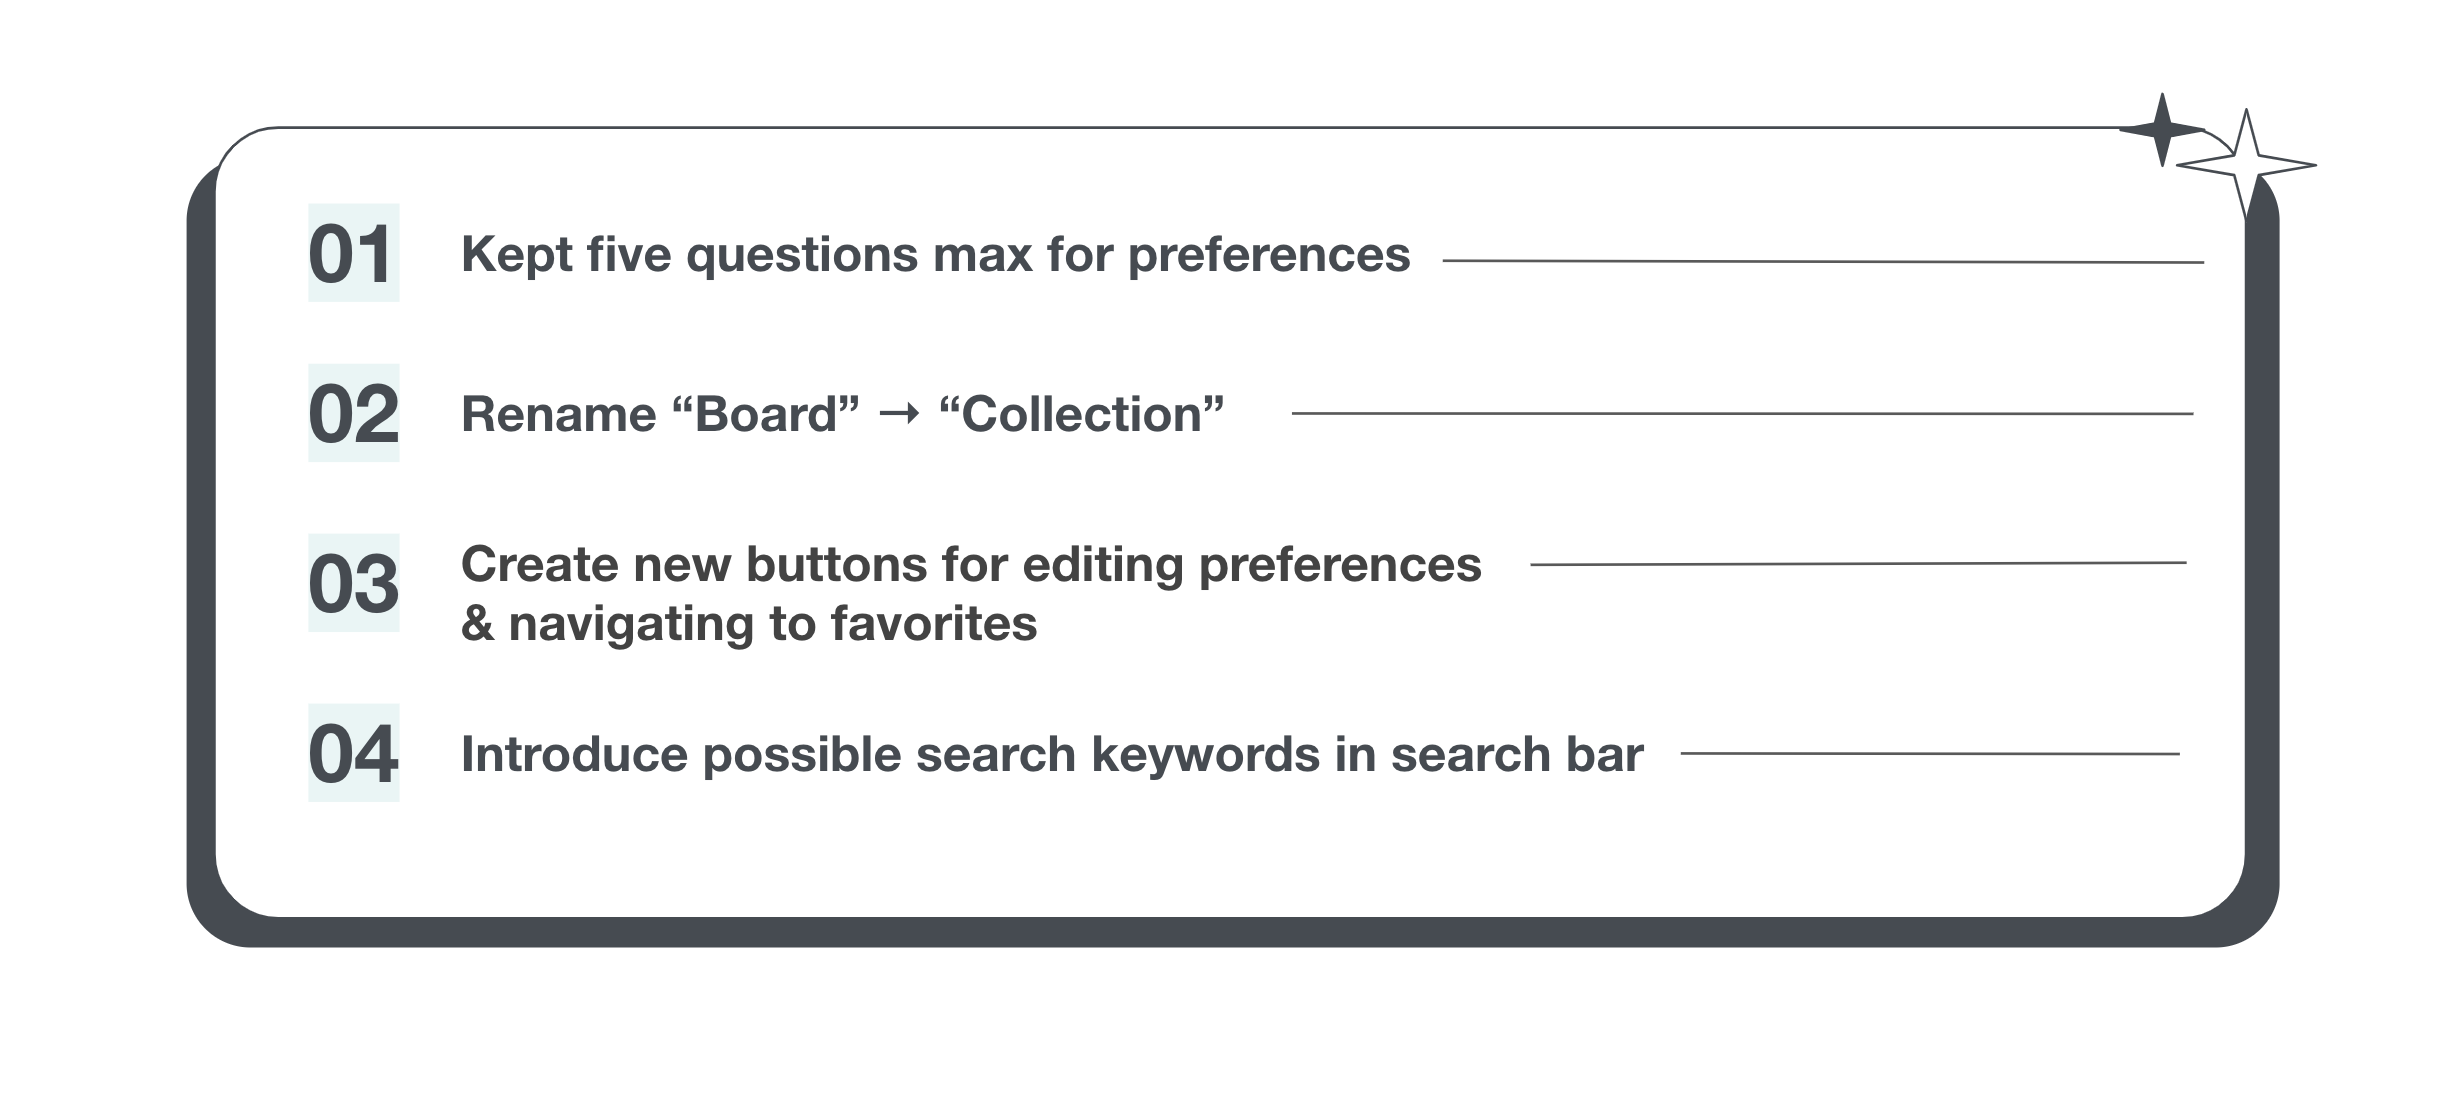 01 Kept five questions max for preferences
02 Rename “Board” → “Collection”
03 Create new buttons for editing preferences
& navigating to favorites
04 Introduce possible search keywords in search bar